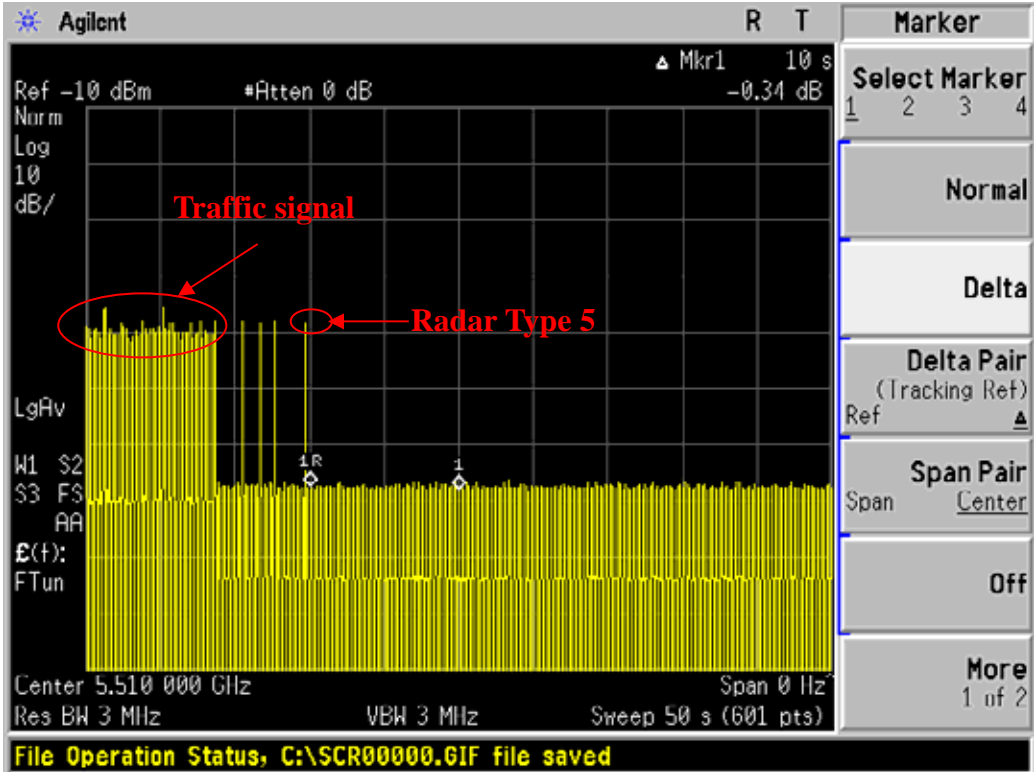 Agilent R T
Marker
▵ Mkr1 10 s
Ref -10 dBm #Atten 0 dB -0.34 dB
Norm
Log
10
dB/
Traffic signal
Radar Type 5
LgAv
1R
1
W1 S2
S3 FS
AA
£(f):
FTun
Center 5.510 000 GHz Span 0 Hz^
Res BW 3 MHz VBW 3 MHz Sweep 50 s (601 pts)
File Operation Status, C:\SCR00000.GIF file saved
Select Marker
1 2 3 4
Normal
Delta
Delta Pair
(Tracking Ref)
Ref ▵
Span Pair
Span Center
Off
More
1 of 2